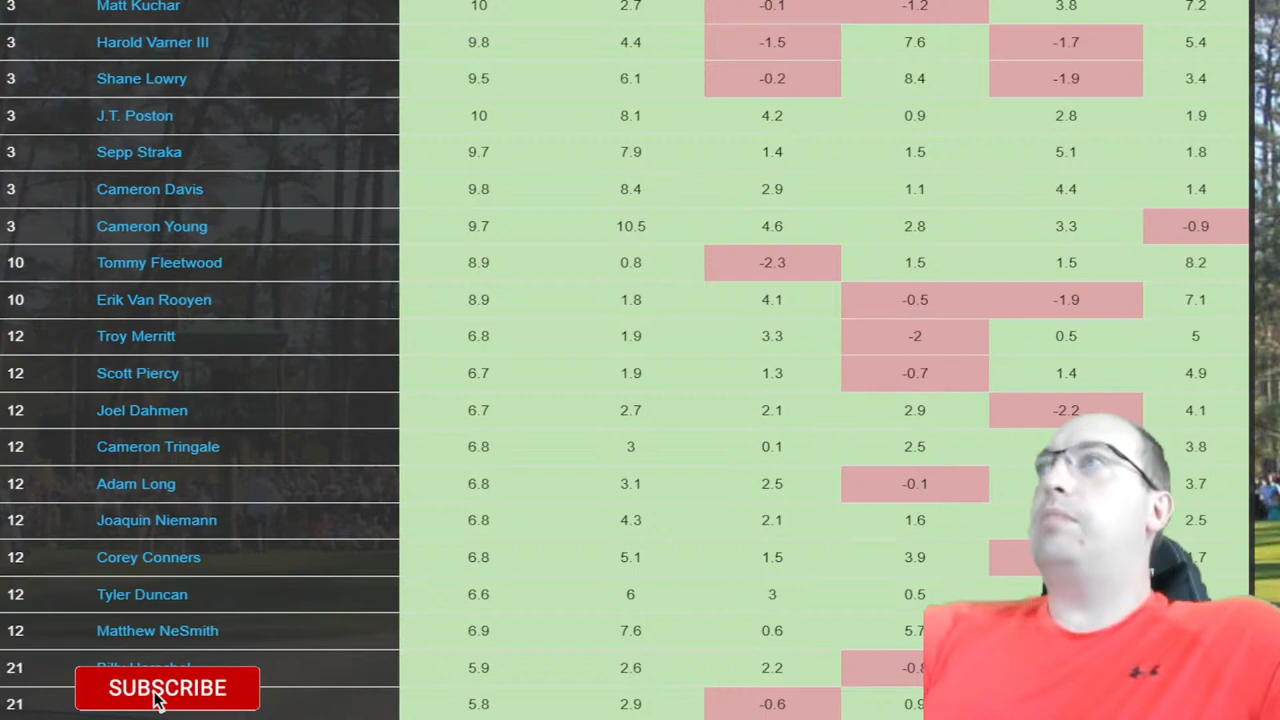 3 Matt Kuchar 10 2.7 -0.1 -1.2 3.8 7.2
3 Harold Varner III 9.8 4.4 -1.5 7.6 -1.7 5.4
3 Shane Lowry 9.5 6.1 -0.2 8.4 -1.9 3.4
3 J.T. Poston 10 8.1 4.2 0.9 2.8 1.9
3 Sepp Straka 9.7 7.9 1.4 1.5 5.1 1.8
3 Cameron Davis 9.8 8.4 2.9 1.1 4.4 1.4
3 Cameron Young 9.7 10.5 4.6 2.8 3.3 -0.9
10 Tommy Fleetwood 8.9 0.8 -2.3 1.5 1.5 8.2
10 Erik Van Rooyen 8.9 1.8 4.1 -0.5 -1.9 7.1
12 Troy Merritt 6.8 1.9 3.3 -2 0.5 5
12 Scott Piercy 6.7 1.9 1.3 -0.7 1.4 4.9
12 Joel Dahmen 6.7 2.7 2.1 2.9 -2.2 4.1
12 Cameron Tringale 6.8 3 0.1 2.5 3.8
12 Adam Long 6.8 3.1 2.5 -0.1 3.7
12 Joaquin Niemann 6.8 4.3 2.1 1.6 2.5
12 Corey Conners 6.8 5.1 1.5 3.9
12 Tyler Duncan 6.6 6 3 0.5
12 Matthew NeSmith 6.9 7.6 0.6 5.7
21 5.9 2.6 2.2
SUBSCRIBE
21 5.8 2.9 -0.6